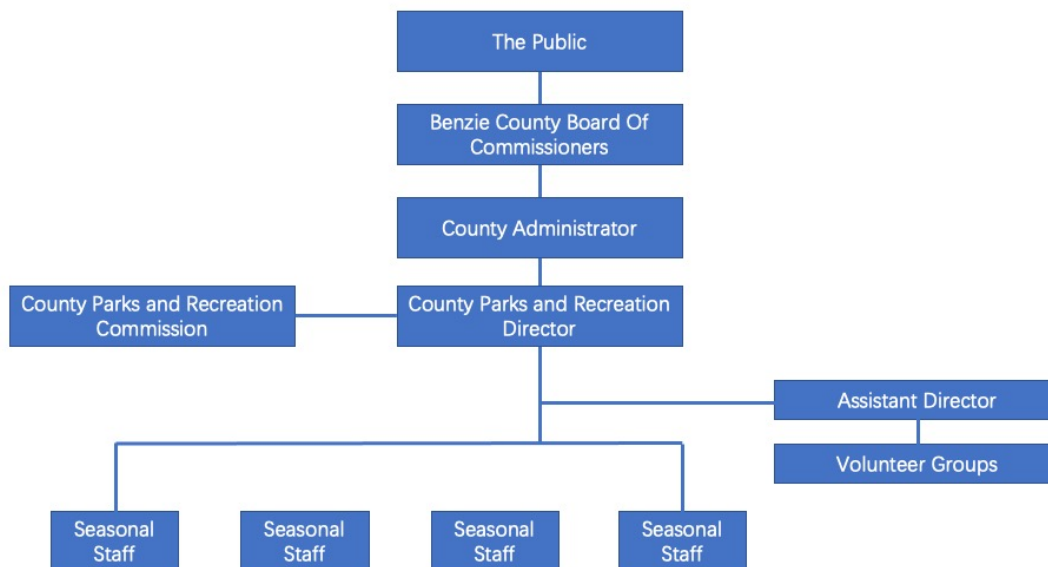 The Public
Benzie County Board Of
Commissioners
County Administrator
County Parks and Recreation
Commission
County Parks and Recreation
Director
Assistant Director
Volunteer Groups
Seasonal
Staff
Seasonal
Staff
Seasonal
Staff
Seasonal
Staff